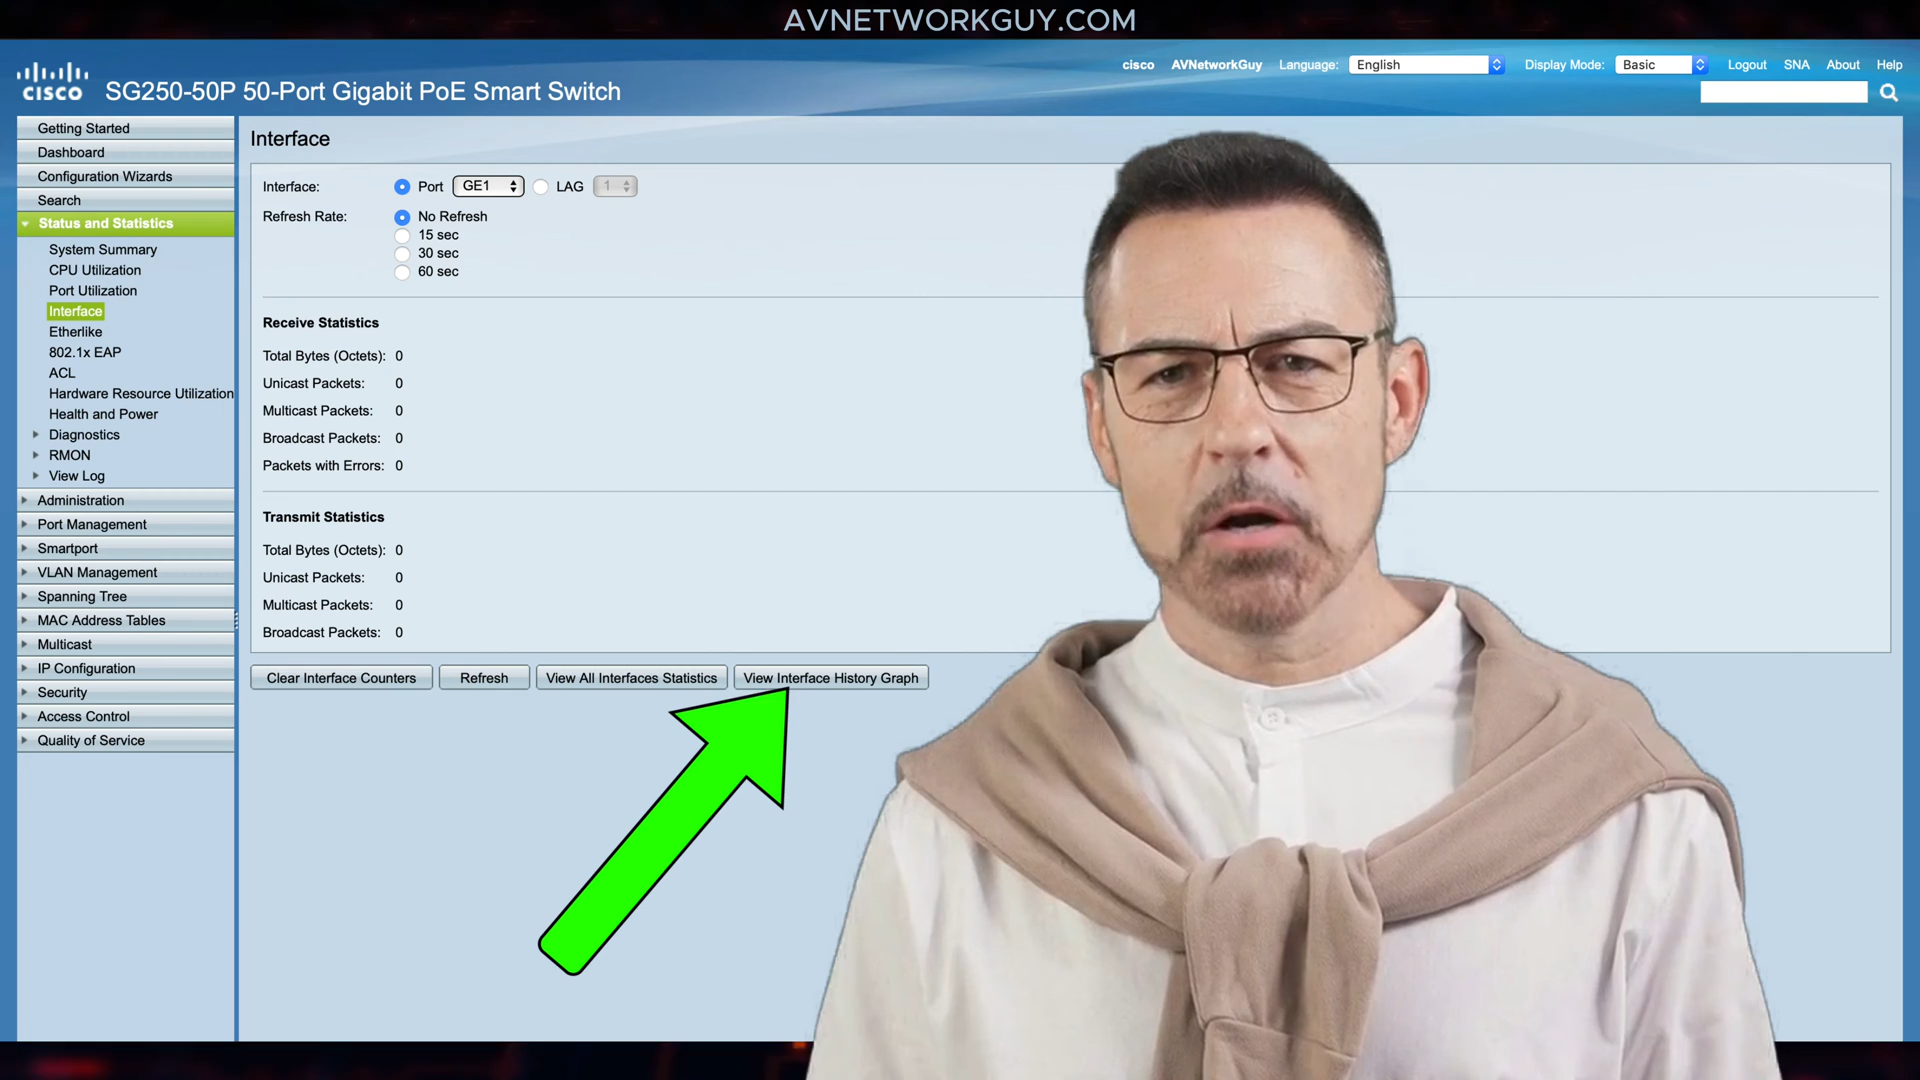 AVNETWORKGUY.COM
cisco AVNetworkGuy Language: English Display Mode: Basic Logout SNA About Help
CISCO SG250-50P 50-Port Gigabit PoE Smart Switch
Getting Started
Dashboard
Configuration Wizards
Search
Status and Statistics
System Summary
CPU Utilization
Port Utilization
Interface
Etherlike
802.1x EAP
ACL
Hardware Resource Utilization
Health and Power
Diagnostics
RMON
View Log
Administration
Port Management
Smartport
VLAN Management
Spanning Tree
MAC Address Tables
Multicast
IP Configuration
Security
Access Control
Quality of Service
Interface
Interface: Port GE1 LAG 1
Refresh Rate: No Refresh
15 sec
30 sec
60 sec
Receive Statistics
Total Bytes (Octets): 0
Unicast Packets: 0
Multicast Packets: 0
Broadcast Packets: 0
Packets with Errors: 0
Transmit Statistics
Total Bytes (Octets): 0
Unicast Packets: 0
Multicast Packets: 0
Broadcast Packets: 0
Clear Interface Counters Refresh View All Interfaces Statistics View Interface History Graph